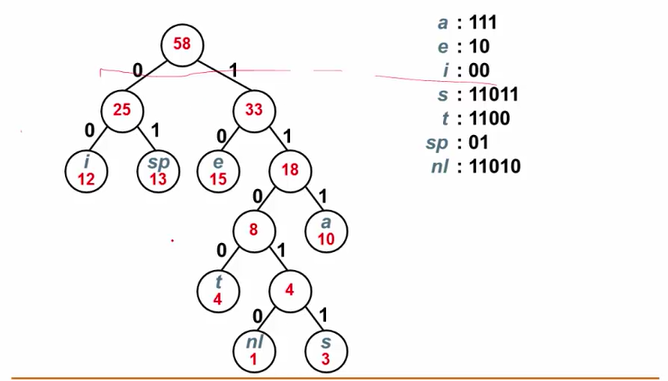 58
0 1
25 33
0 1 0 1
i 12
sp 13
e 15
18
0 1
8
a 10
0 1
t 4
4
0 1
nl 1
s 3
a : 111
e : 10
i : 00
s : 11011
t : 1100
sp : 01
nl : 11010